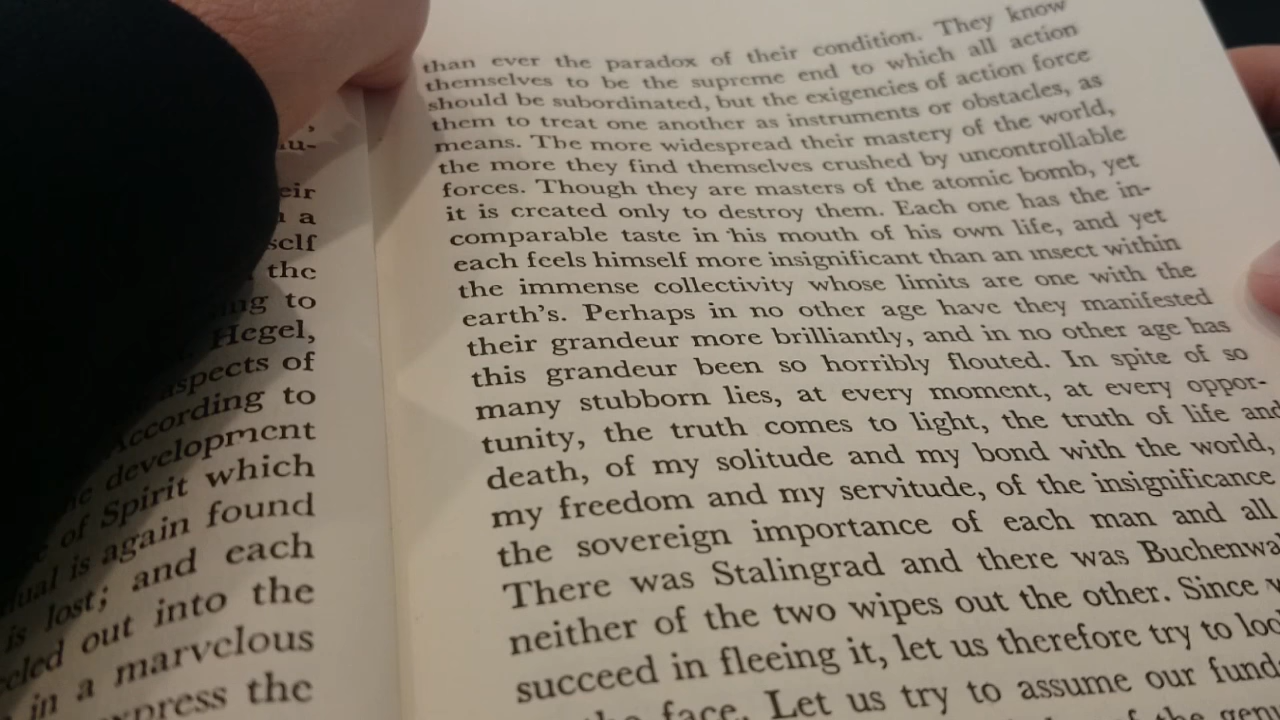 ,
eir
a
self
the
to
Hegel,
aspects of
According to
development
of Spirit which
is again found
is lost; and each
out into the
in a marvelous
the
than ever the paradox of their condition. They know
themselves to be the supreme end to which all action
should be subordinated, but the exigencies of action force
them to treat one another as instruments or obstacles, as
means. The more widespread their mastery of the world,
the more they find themselves crushed by uncontrollable
forces. Though they are masters of the atomic bomb, yet
it is created only to destroy them. Each one has the in-
comparable taste in his mouth of his own life, and yet
each feels himself more insignificant than an insect within
the immense collectivity whose limits are one with the
earth's. Perhaps in no other age have they manifested
their grandeur more brilliantly, and in no other age has
this grandeur been so horribly flouted. In spite of so
many stubborn lies, at every moment, at every oppor-
tunity, the truth comes to light, the truth of life and
death, of my solitude and my bond with the world,
my freedom and my servitude, of the insignificance
the sovereign importance of each man and all
There was Stalingrad and there was Buchenwa
neither of the two wipes out the other. Since
succeed in fleeing it, let us therefore try to loo
face. Let us try to assume our fund
of the genu